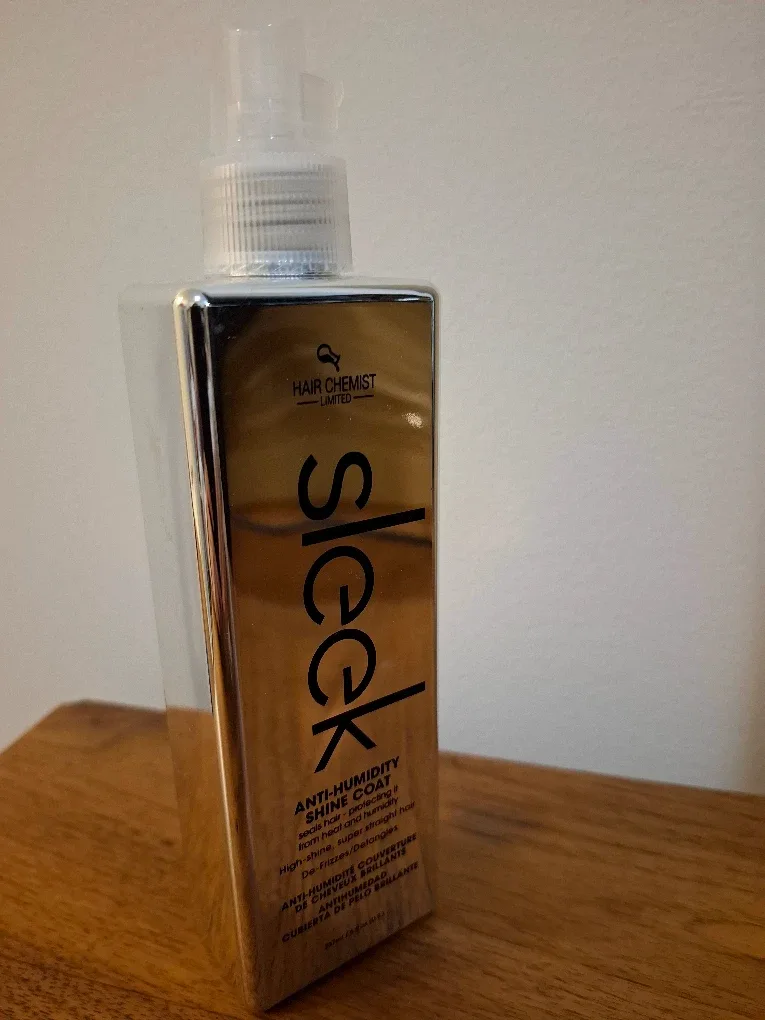 HAIR CHEMIST
LIMITED
sleek
ANTI-HUMIDITY
SHINE COAT
seals hair - protecting it
from heat and humidity
High-shine, super straight hair
De-Frizzes/Detangles
ANTI-HUMIDITÉ COUVERTURE
DE CHEVEUX BRILLANTE
ANTIHUMEDAD
CUBIERTA DE PELO BRILLANTE